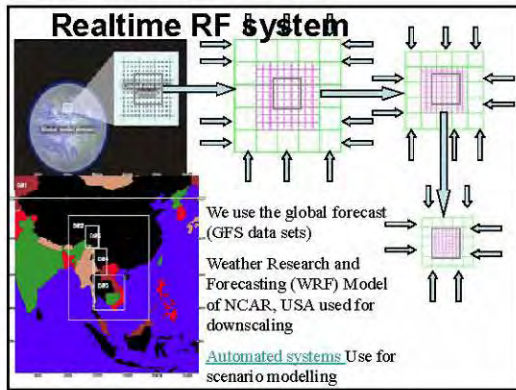 Realtime RF system
We use the global forecast
(GFS data sets)
Weather Research and
Forecasting (WRF) Model
of NCAR, USA used for
downscaling
Automated systems Use for
scenario modelling